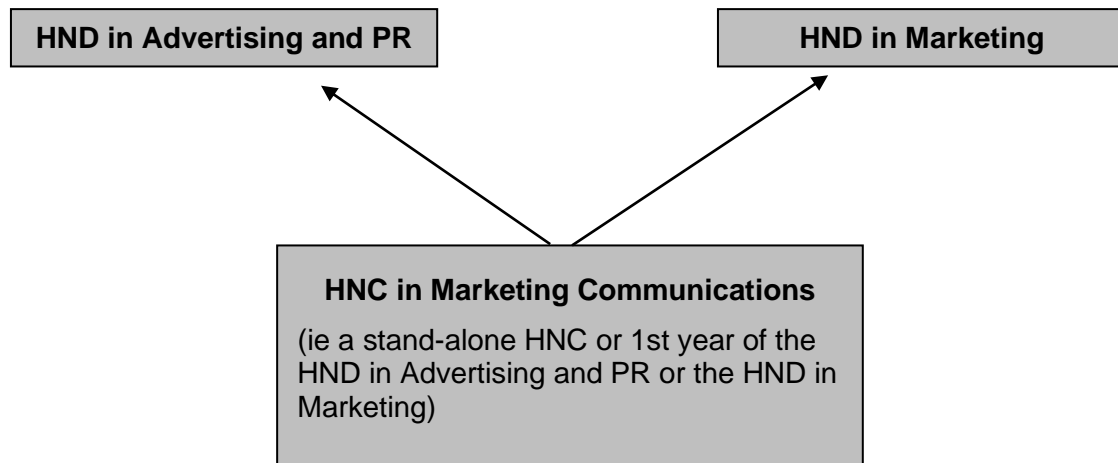 HND in Advertising and PR
HND in Marketing
HNC in Marketing Communications
(ie a stand-alone HNC or 1st year of the
HND in Advertising and PR or the HND in
Marketing)